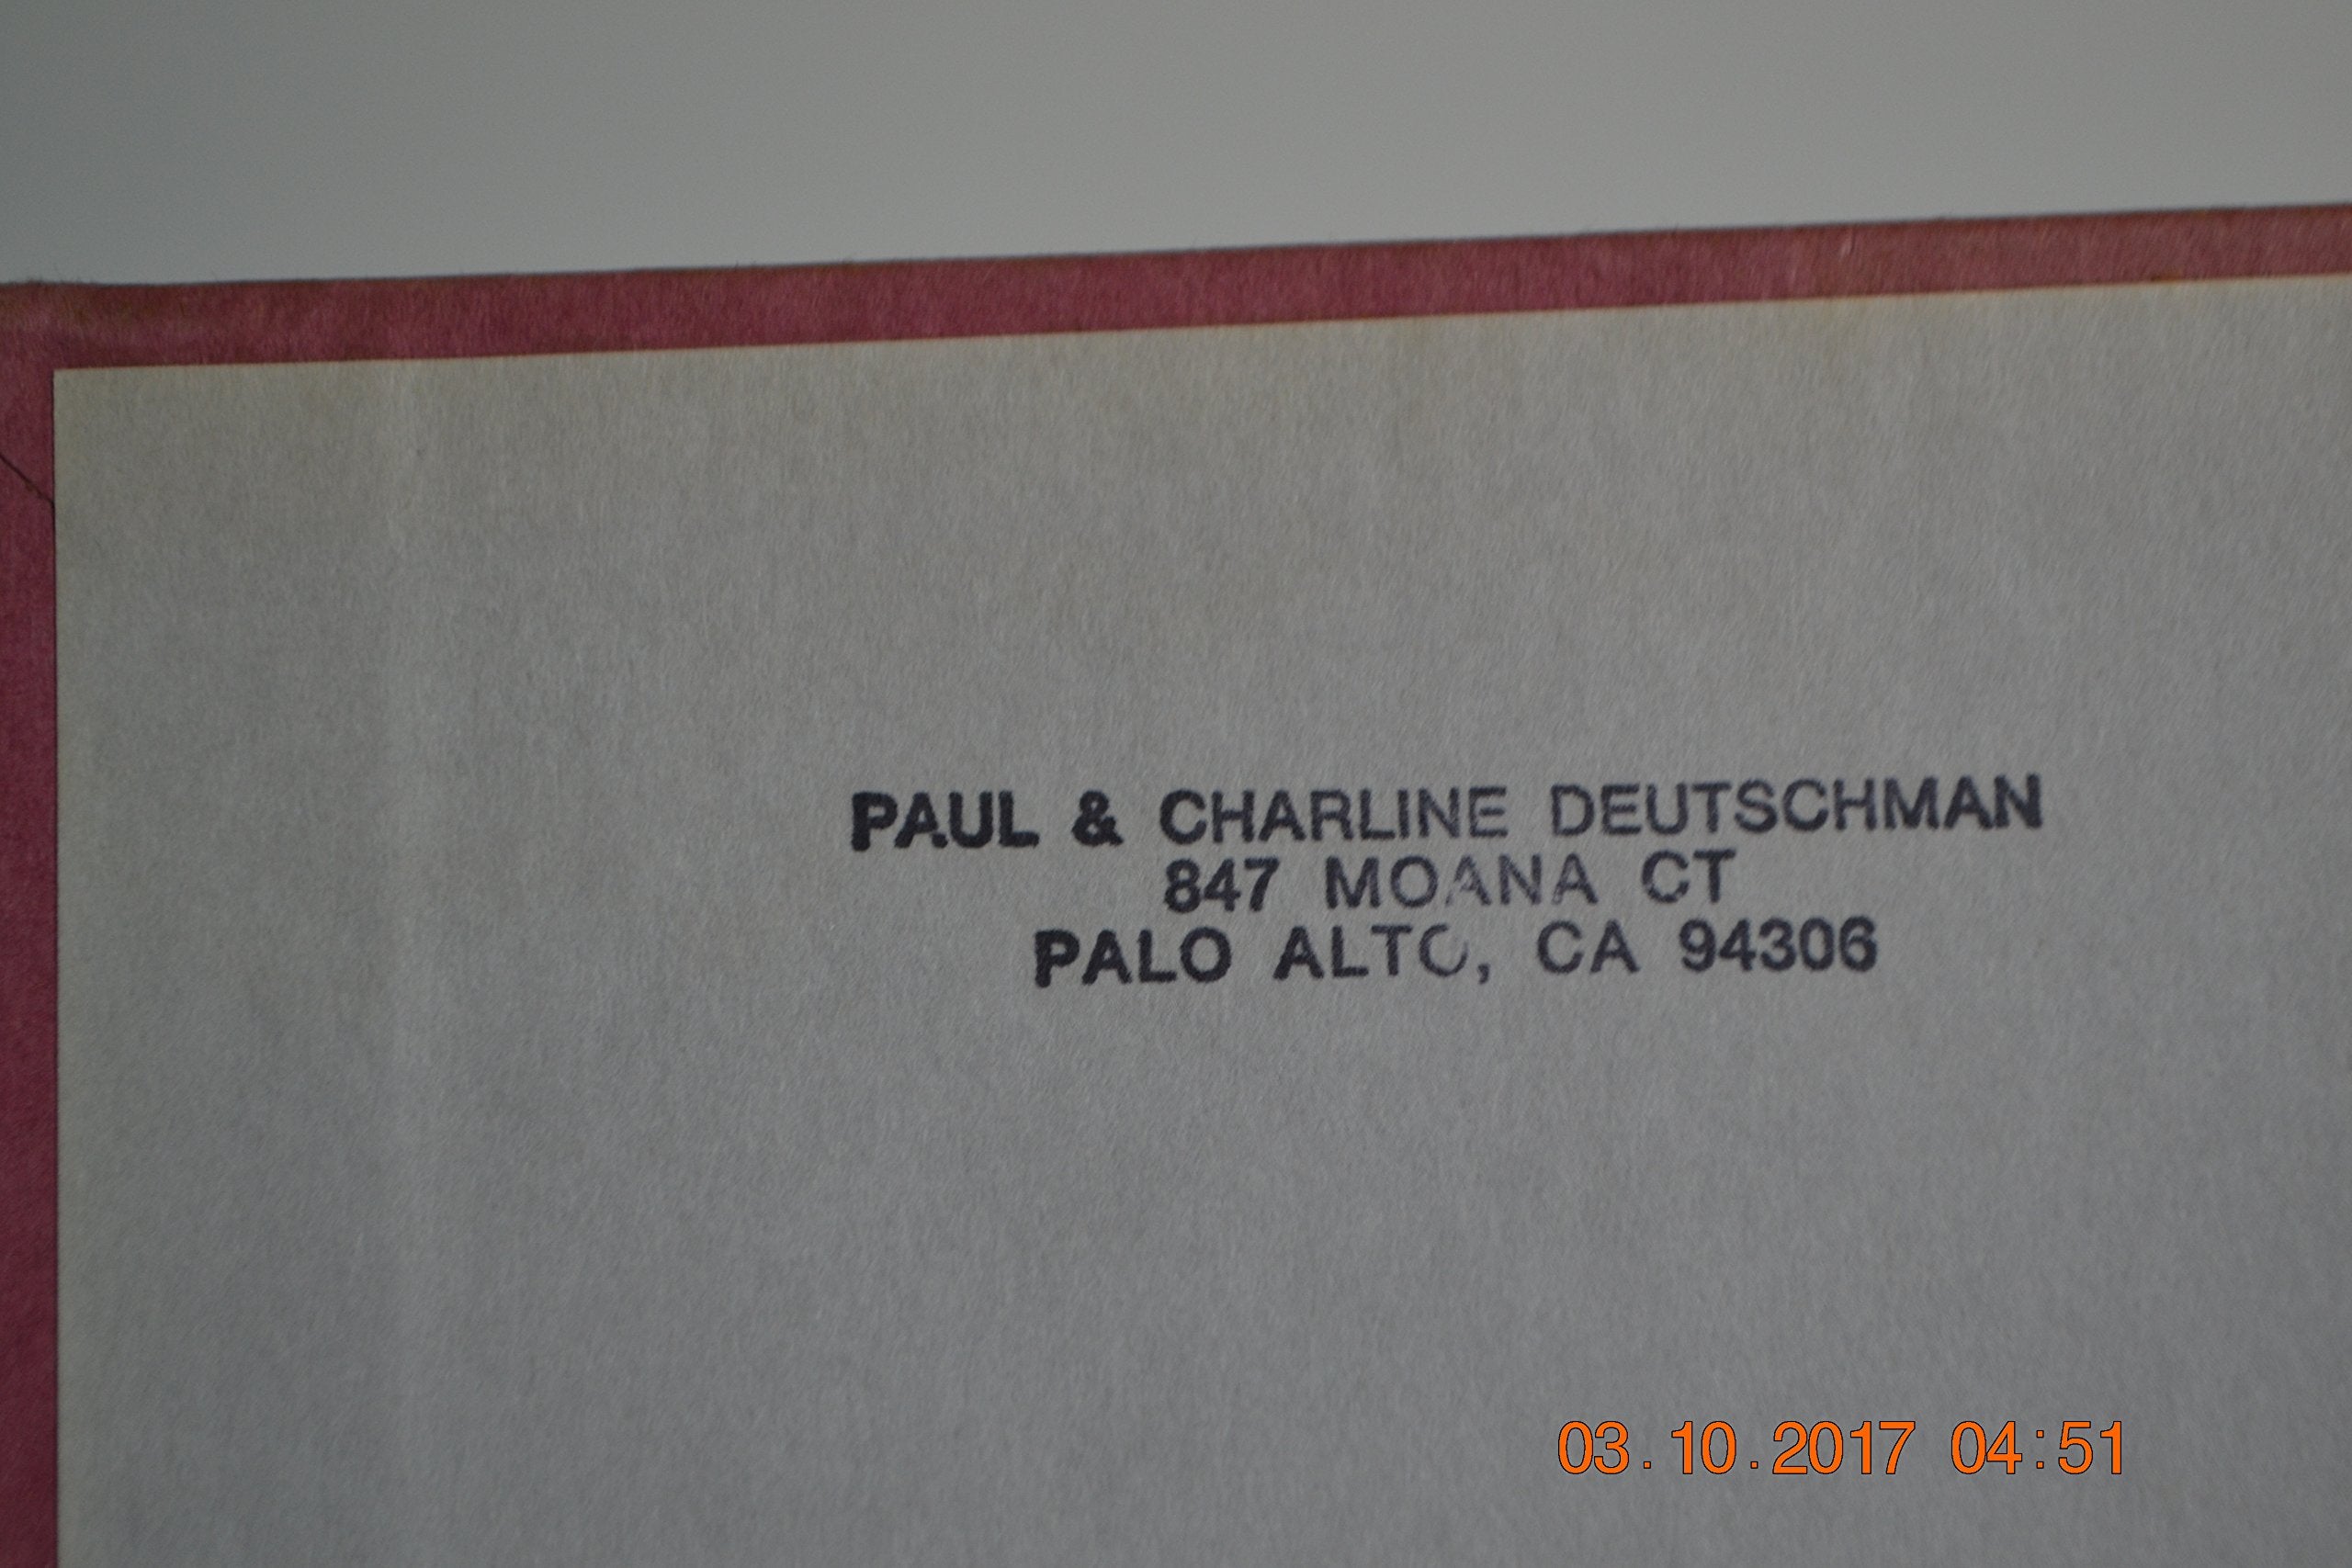 PAUL & CHARLINE DEUTSCHMAN
847 MOANA CT
PALO ALTO, CA 94306
03.10.2017 04:51